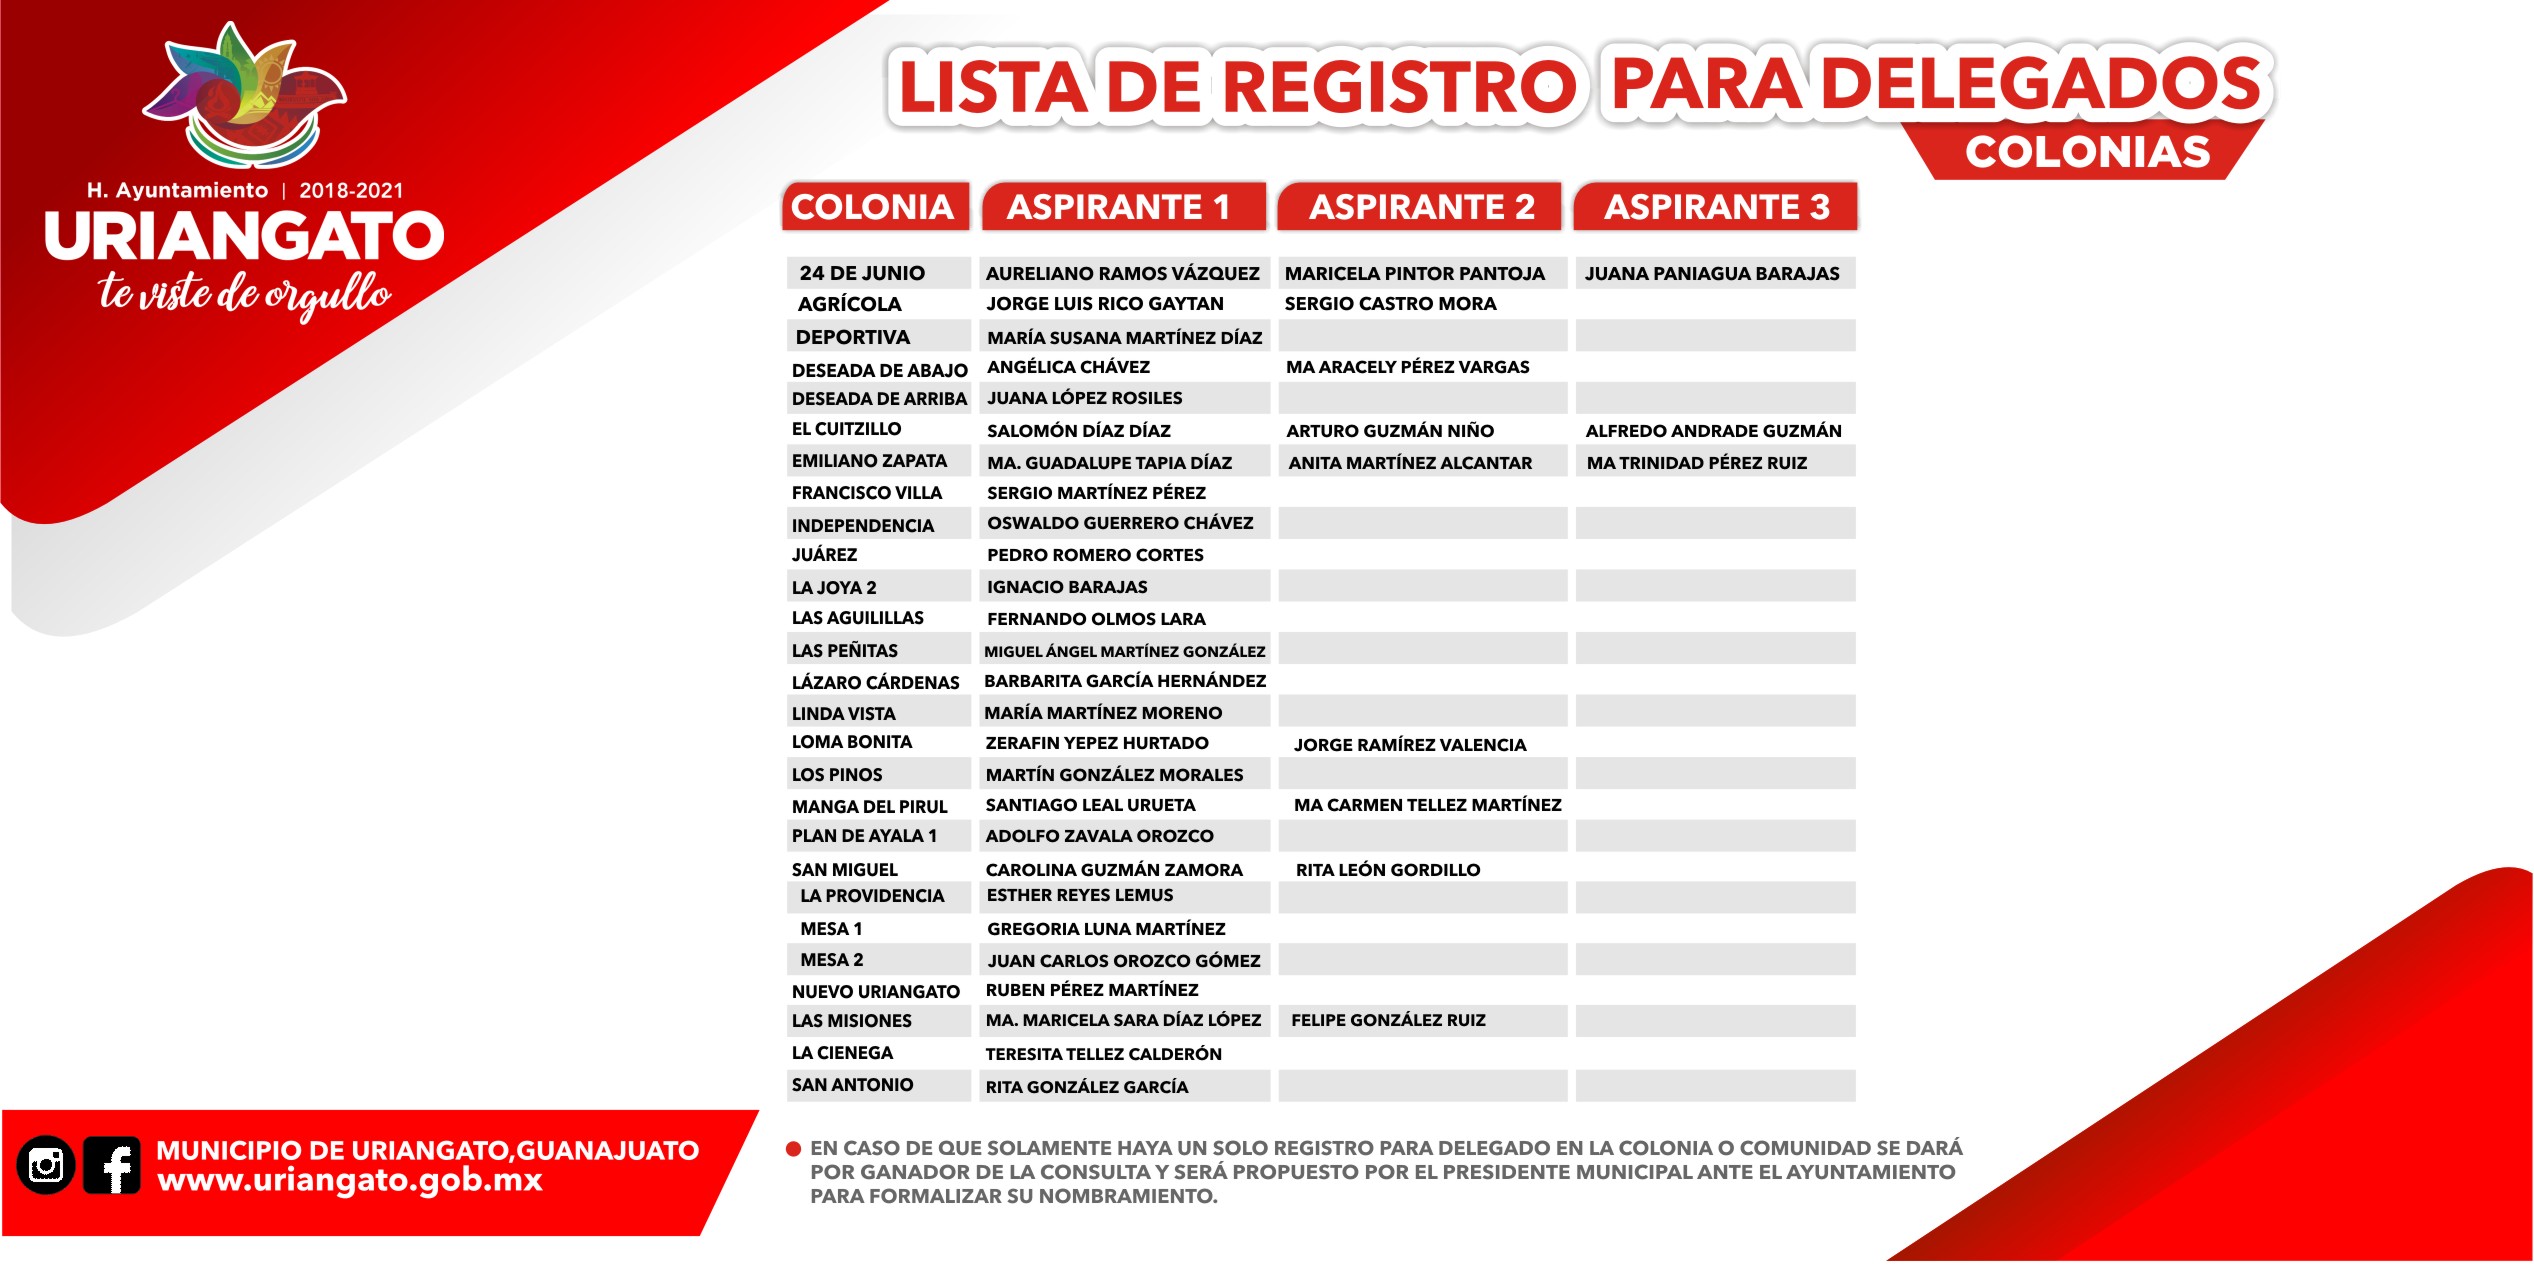 H. Ayuntamiento | 2018-2021
URIANGATO
te viste de orgullo
LISTA DE REGISTRO PARA DELEGADOS
COLONIAS
COLONIA ASPIRANTE 1 ASPIRANTE 2 ASPIRANTE 3
24 DE JUNIO AURELIANO RAMOS VÁZQUEZ MARICELA PINTOR PANTOJA JUANA PANIAGUA BARAJAS
AGRÍCOLA JORGE LUIS RICO GAYTAN SERGIO CASTRO MORA
DEPORTIVA MARÍA SUSANA MARTÍNEZ DÍAZ
DESEADA DE ABAJO ANGÉLICA CHÁVEZ MA ARACELY PÉREZ VARGAS
DESEADA DE ARRIBA JUANA LÓPEZ ROSILES
EL CUITZILLO SALOMÓN DÍAZ DÍAZ ARTURO GUZMÁN NIÑO ALFREDO ANDRADE GUZMÁN
EMILIANO ZAPATA MA. GUADALUPE TAPIA DÍAZ ANITA MARTÍNEZ ALCANTAR MA TRINIDAD PÉREZ RUIZ
FRANCISCO VILLA SERGIO MARTÍNEZ PÉREZ
INDEPENDENCIA OSWALDO GUERRERO CHÁVEZ
JUÁREZ PEDRO ROMERO CORTES
LA JOYA 2 IGNACIO BARAJAS
LAS AGUILILLAS FERNANDO OLMOS LARA
LAS PEÑITAS MIGUEL ÁNGEL MARTÍNEZ GONZÁLEZ
LÁZARO CÁRDENAS BARBARITA GARCÍA HERNÁNDEZ
LINDA VISTA MARÍA MARTÍNEZ MORENO
LOMA BONITA ZERAFIN YEPEZ HURTADO JORGE RAMÍREZ VALENCIA
LOS PINOS MARTÍN GONZÁLEZ MORALES
MANGA DEL PIRUL SANTIAGO LEAL URUETA MA CARMEN TELLEZ MARTÍNEZ
PLAN DE AYALA 1 ADOLFO ZAVALA OROZCO
SAN MIGUEL CAROLINA GUZMÁN ZAMORA RITA LEÓN GORDILLO
LA PROVIDENCIA ESTHER REYES LEMUS
MESA 1 GREGORIA LUNA MARTÍNEZ
MESA 2 JUAN CARLOS OROZCO GÓMEZ
NUEVO URIANGATO RUBEN PÉREZ MARTÍNEZ
LAS MISIONES MA. MARICELA SARA DÍAZ LÓPEZ FELIPE GONZÁLEZ RUIZ
LA CIENEGA TERESITA TELLEZ CALDERÓN
SAN ANTONIO RITA GONZÁLEZ GARCÍA
EN CASO DE QUE SOLAMENTE HAYA UN SOLO REGISTRO PARA DELEGADO EN LA COLONIA O COMUNIDAD SE DARÁ
POR GANADOR DE LA CONSULTA Y SERÁ PROPUESTO POR EL PRESIDENTE MUNICIPAL ANTE EL AYUNTAMIENTO
PARA FORMALIZAR SU NOMBRAMIENTO.
MUNICIPIO DE URIANGATO,GUANAJUATO
www.uriangato.gob.mx